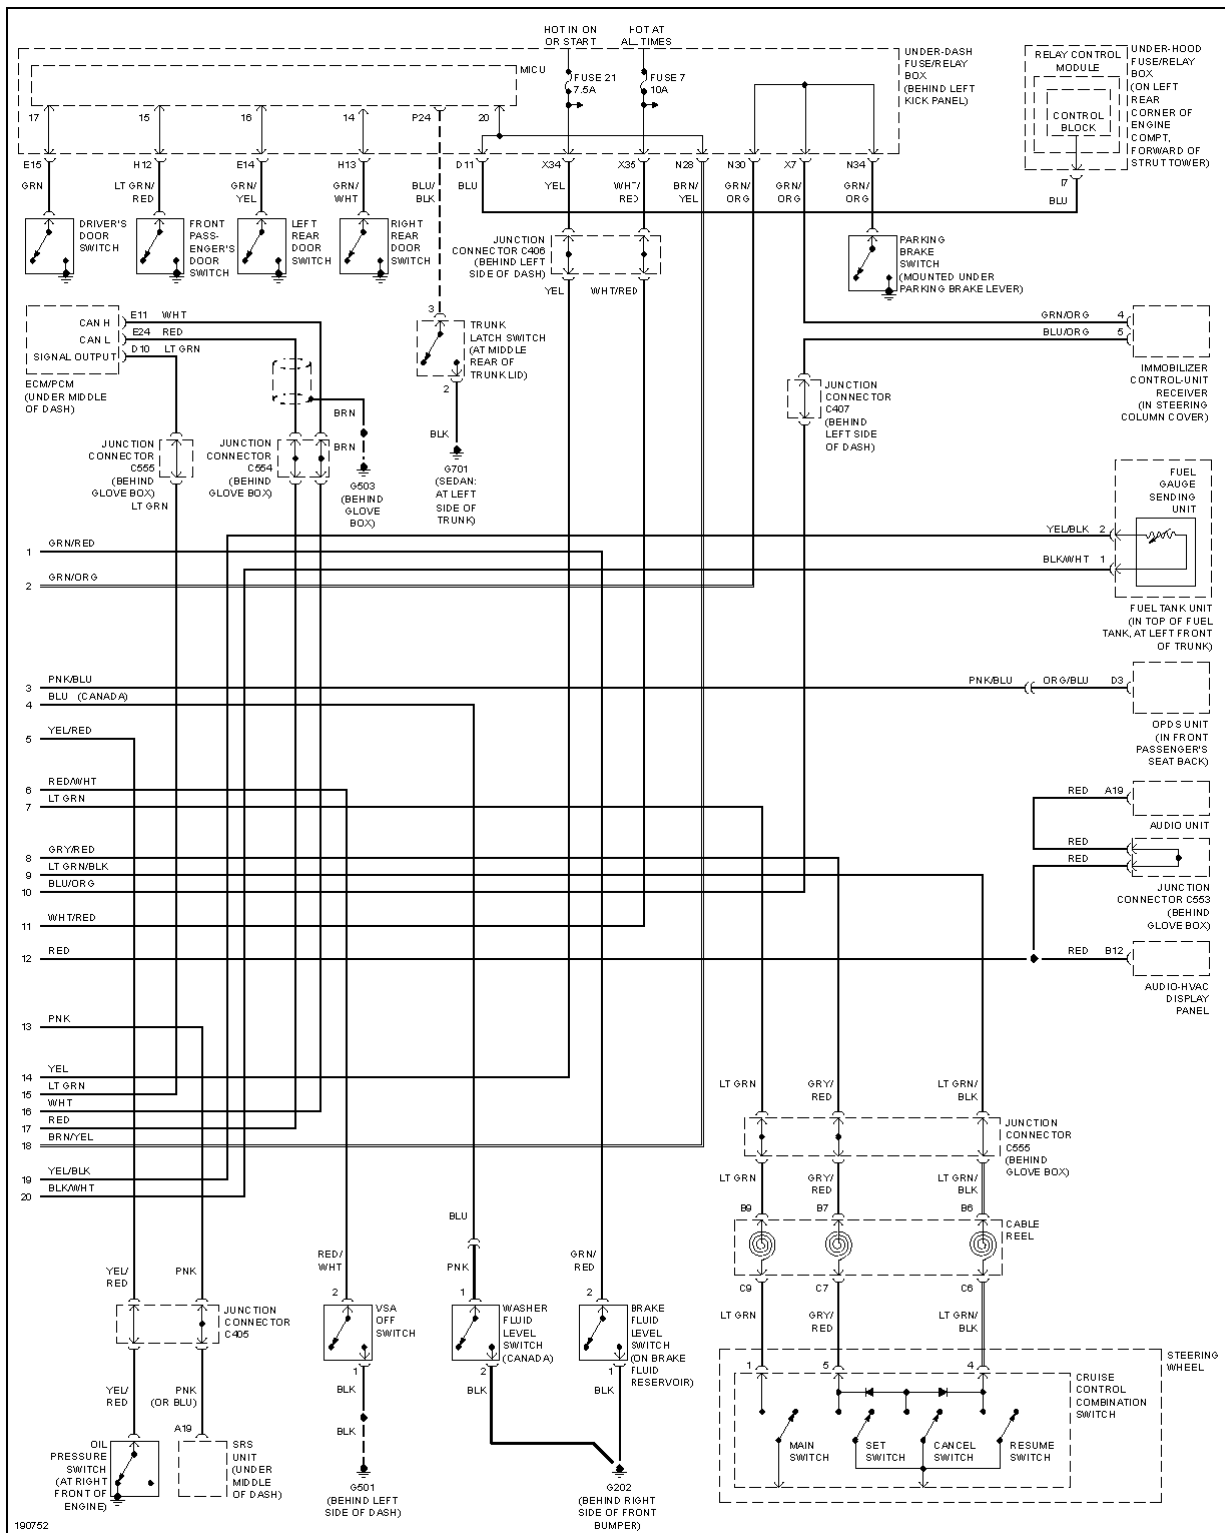 HOT IN ON
OR START
HOT AT
ALL TIMES
UNDER-DASH
FUSE/RELAY
BOX
(BEHIND LEFT
KICK PANEL)
RELAY CONTROL
MODULE
CONTROL
BLOCK
UNDER-HOOD
FUSE/RELAY
BOX
(ON LEFT
REAR
CORNER OF
ENGINE
COMPT,
FORWARD OF
STRUT TOWER)
MICU
FUSE 21
7.5A
FUSE 7
10A
17 15 16 14 P24 20
E15 H12 E14 H13 D11 X34 X35 N28 N30 X7 N34
I7
GRN
LT GRN/
RED
GRN/
YEL
GRN/
WHT
BLU/
BLK
BLU
YEL
WHT/
RED
BRN/
YEL
GRN/
ORG
GRN/
ORG
GRN/
ORG
BLU
DRIVER'S
DOOR
SWITCH
FRONT
PASS-
ENGER'S
DOOR
SWITCH
LEFT
REAR
DOOR
SWITCH
RIGHT
REAR
DOOR
SWITCH
JUNCTION
CONNECTOR C406
(BEHIND LEFT
SIDE OF DASH)
YEL
WHT/RED
PARKING
BRAKE
SWITCH
(MOUNTED UNDER
PARKING BRAKE LEVER)
CAN H
CAN L
SIGNAL OUTPUT
E11 WHT
E24 RED
D10 LT GRN
ECM/PCM
(UNDER MIDDLE
OF DASH)
3
TRUNK
LATCH SWITCH
(AT MIDDLE
REAR OF
TRUNK LID)
2
BLK
G701
(SEDAN:
AT LEFT
SIDE OF
TRUNK)
BRN
BRN
G503
(BEHIND
GLOVE
BOX)
JUNCTION
CONNECTOR
C555
(BEHIND
GLOVE BOX)
LT GRN
JUNCTION
CONNECTOR
C554
(BEHIND
GLOVE BOX)
JUNCTION
CONNECTOR
C407
(BEHIND
LEFT SIDE
OF DASH)
GRN/ORG 4
BLU/ORG 5
IMMOBILIZER
CONTROL-UNIT
RECEIVER
(IN STEERING
COLUMN COVER)
FUEL
GAUGE
SENDING
UNIT
YEL/BLK 2
BLK/WHT 1
FUEL TANK UNIT
(IN TOP OF FUEL
TANK, AT LEFT FRONT
OF TRUNK)
1 GRN/RED
2 GRN/ORG
3 PNK/BLU
4 BLU (CANADA)
5 YEL/RED
6 RED/WHT
7 LT GRN
8 GRY/RED
9 LT GRN/BLK
10 BLU/ORG
11 WHT/RED
12 RED
13 PNK
14 YEL
15 LT GRN
16 WHT
17 RED
18 BRN/YEL
19 YEL/BLK
20 BLK/WHT
PNK/BLU
ORG/BLU D3
OPDS UNIT
(IN FRONT
PASSENGER'S
SEAT BACK)
RED A19
AUDIO UNIT
RED
RED
JUNCTION
CONNECTOR C553
(BEHIND
GLOVE BOX)
RED B12
AUDIO-HVAC
DISPLAY
PANEL
LT GRN
GRY/
RED
LT GRN/
BLK
JUNCTION
CONNECTOR
C555
(BEHIND
GLOVE BOX)
LT GRN
GRY/
RED
LT GRN/
BLK
B9 B7 B6
CABLE
REEL
C9 C7 C6
LT GRN
GRY/
RED
LT GRN/
BLK
STEERING
WHEEL
1 5 4
CRUISE
CONTROL
COMBINATION
SWITCH
MAIN
SWITCH
SET
SWITCH
CANCEL
SWITCH
RESUME
SWITCH
YEL/
RED
PNK
JUNCTION
CONNECTOR
C405
YEL/
RED
PNK
(OR BLU)
A19
OIL
PRESSURE
SWITCH
(AT RIGHT
FRONT OF
ENGINE)
SRS
UNIT
(UNDER
MIDDLE
OF DASH)
RED/
WHT
2
VSA
OFF
SWITCH
1
BLK
BLK
G501
(BEHIND LEFT
SIDE OF DASH)
BLU
PNK
1
WASHER
FLUID
LEVEL
SWITCH
(CANADA)
2
BLK
GRN/
RED
2
BRAKE
FLUID
LEVEL
SWITCH
(ON BRAKE
FLUID
RESERVOIR)
1
BLK
G202
(BEHIND RIGHT
SIDE OF FRONT
BUMPER)
190752